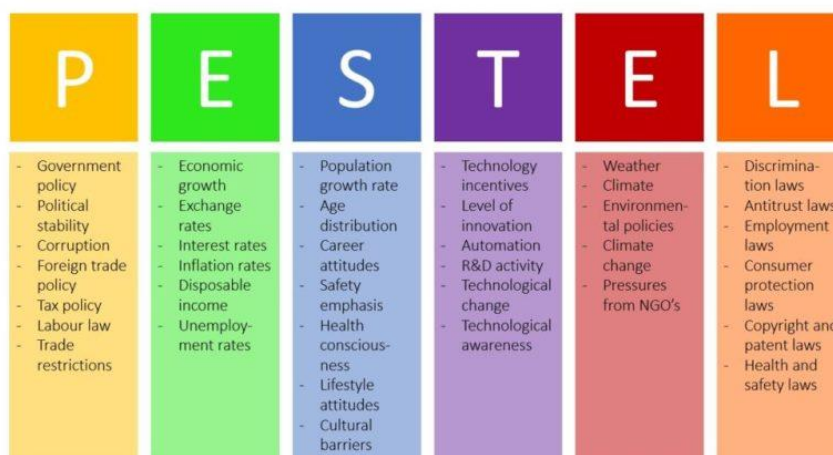 P
- Government
policy
- Political
stability
- Corruption
- Foreign trade
policy
- Tax policy
- Labour law
- Trade
restrictions
E
- Economic
growth
- Exchange
rates
- Interest rates
- Inflation rates
- Disposable
income
- Unemploy-
ment rates
S
- Population
growth rate
- Age
distribution
- Career
attitudes
- Safety
emphasis
- Health
conscious-
ness
- Lifestyle
attitudes
- Cultural
barriers
T
- Technology
incentives
- Level of
innovation
- Automation
- R&D activity
- Technological
change
- Technological
awareness
E
- Weather
- Climate
- Environmen-
tal policies
- Climate
change
- Pressures
from NGO's
L
- Discrimina-
tion laws
- Antitrust laws
- Employment
laws
- Consumer
protection
laws
- Copyright and
patent laws
- Health and
safety laws